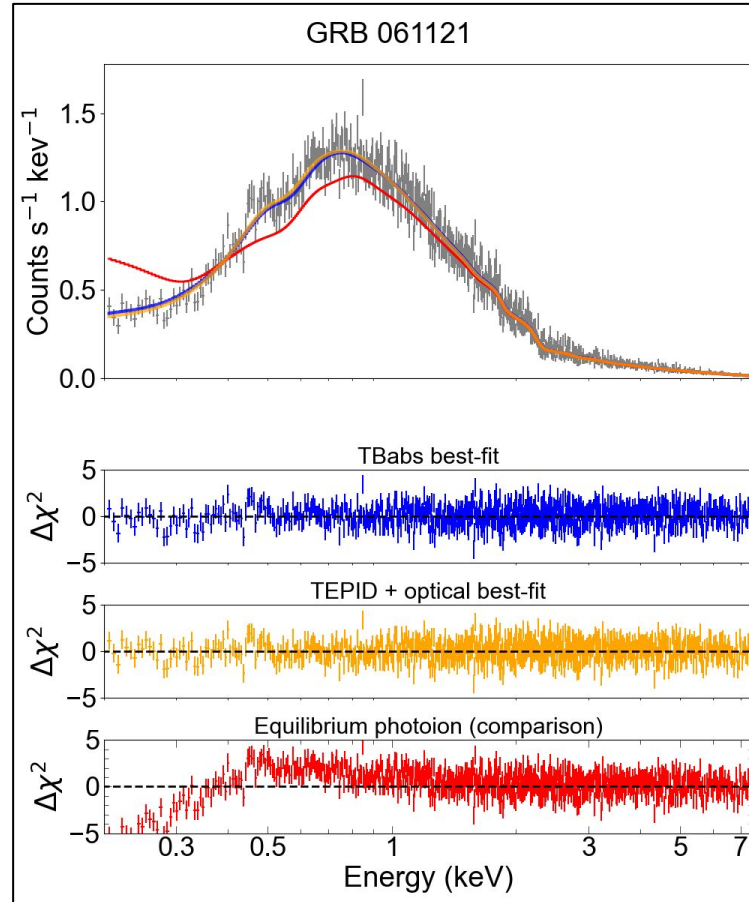 GRB 061121
1.5
1.0
0.5
0.0
Counts s⁻¹ kev⁻¹
TBabs best-fit
5
0
−5
Δχ²
TEPID + optical best-fit
5
0
−5
Δχ²
Equilibrium photoion (comparison)
5
0
−5
Δχ²
0.3 0.5 1 3 5 7
Energy (keV)